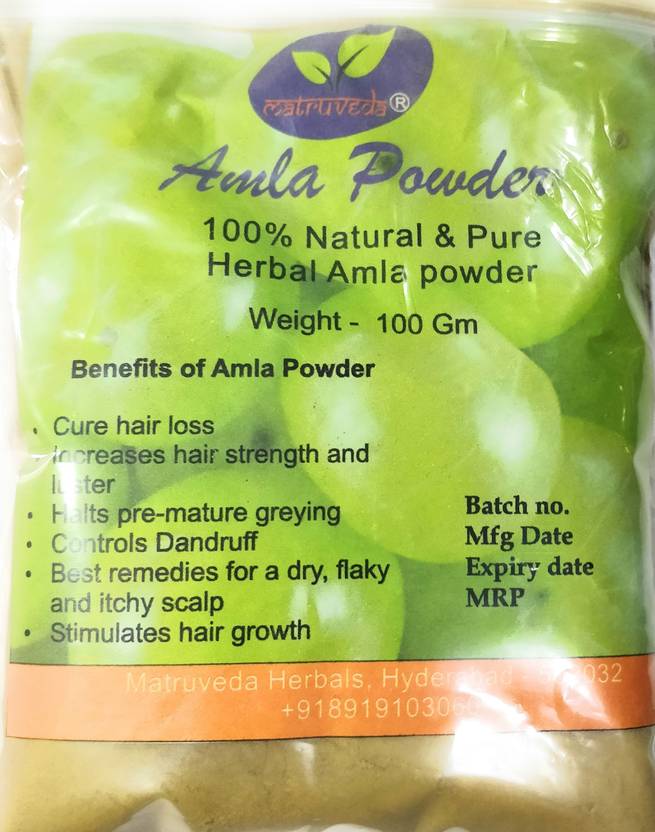 matruveda®
Amla Powder
100% Natural & Pure
Herbal Amla powder
Weight - 100 Gm
Benefits of Amla Powder
• Cure hair loss
• Increases hair strength and
luster
• Halts pre-mature greying
• Controls Dandruff
• Best remedies for a dry, flaky
and itchy scalp
• Stimulates hair growth
Batch no.
Mfg Date
Expiry date
MRP
Matruveda Herbals, Hyderabad